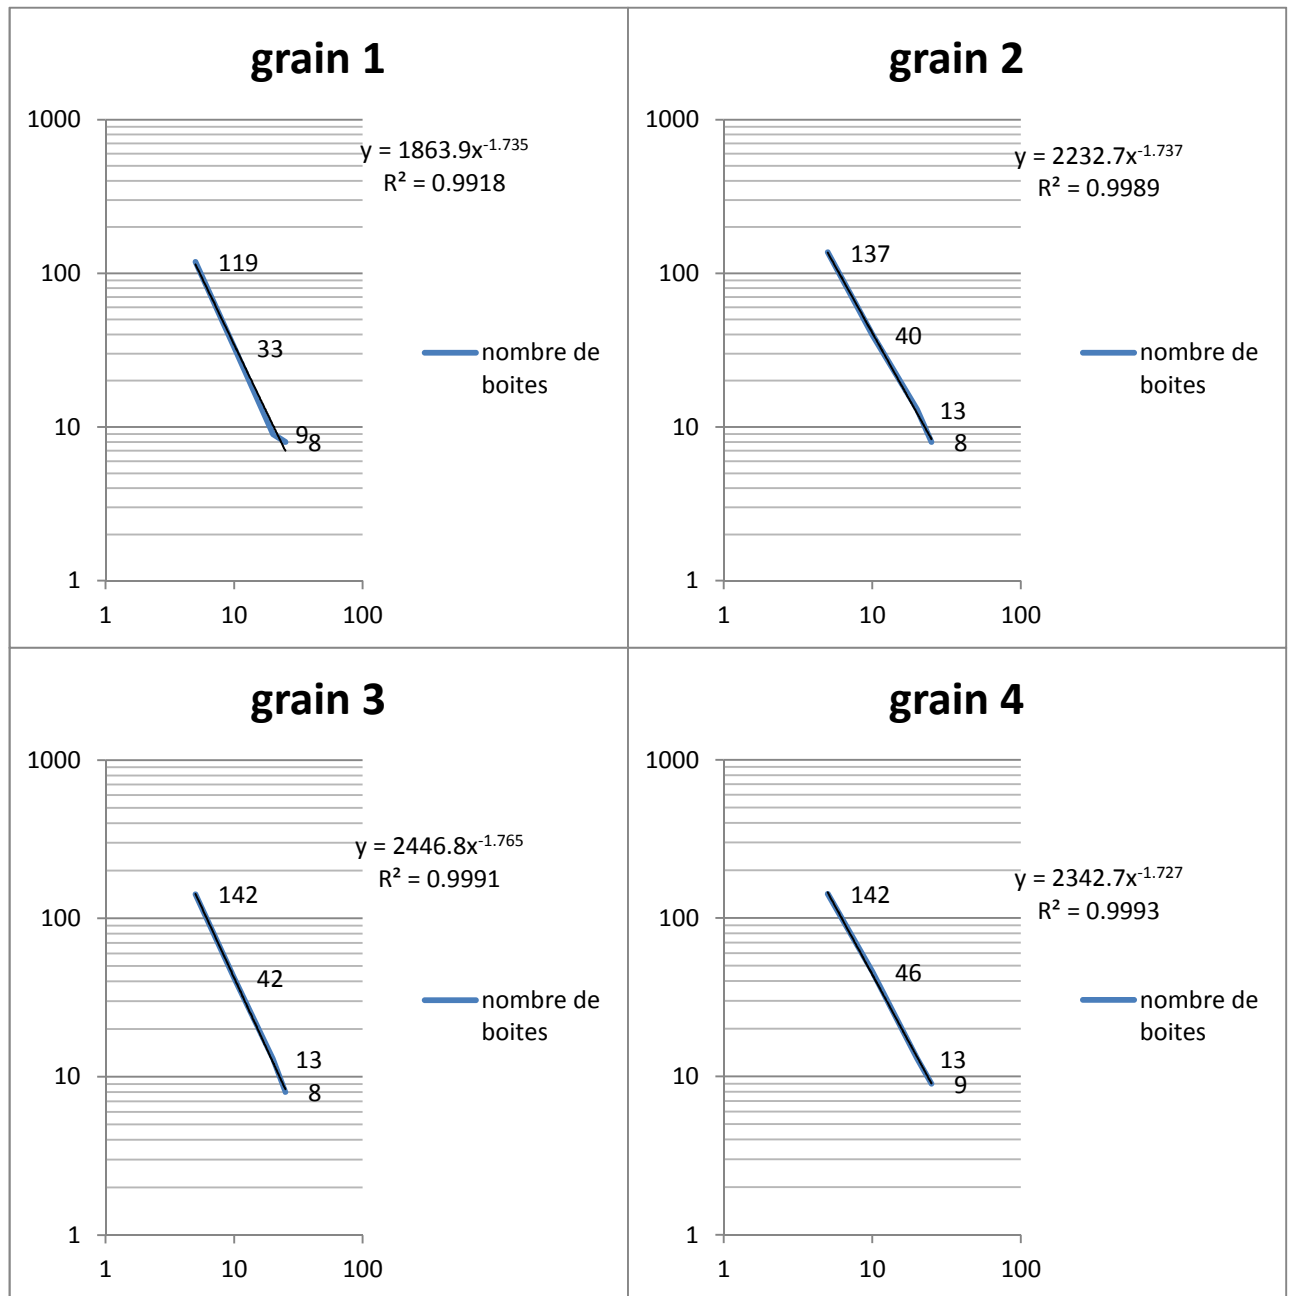 grain 1
1000
100
10
1
1
10
100
y = 1863.9x^-1.735
R² = 0.9918
119
33
9
8
nombre de
boites
grain 2
1000
100
10
1
1
10
100
y = 2232.7x^-1.737
R² = 0.9989
137
40
13
8
nombre de
boites
grain 3
1000
100
10
1
1
10
100
y = 2446.8x^-1.765
R² = 0.9991
142
42
13
8
nombre de
boites
grain 4
1000
100
10
1
1
10
100
y = 2342.7x^-1.727
R² = 0.9993
142
46
13
9
nombre de
boites